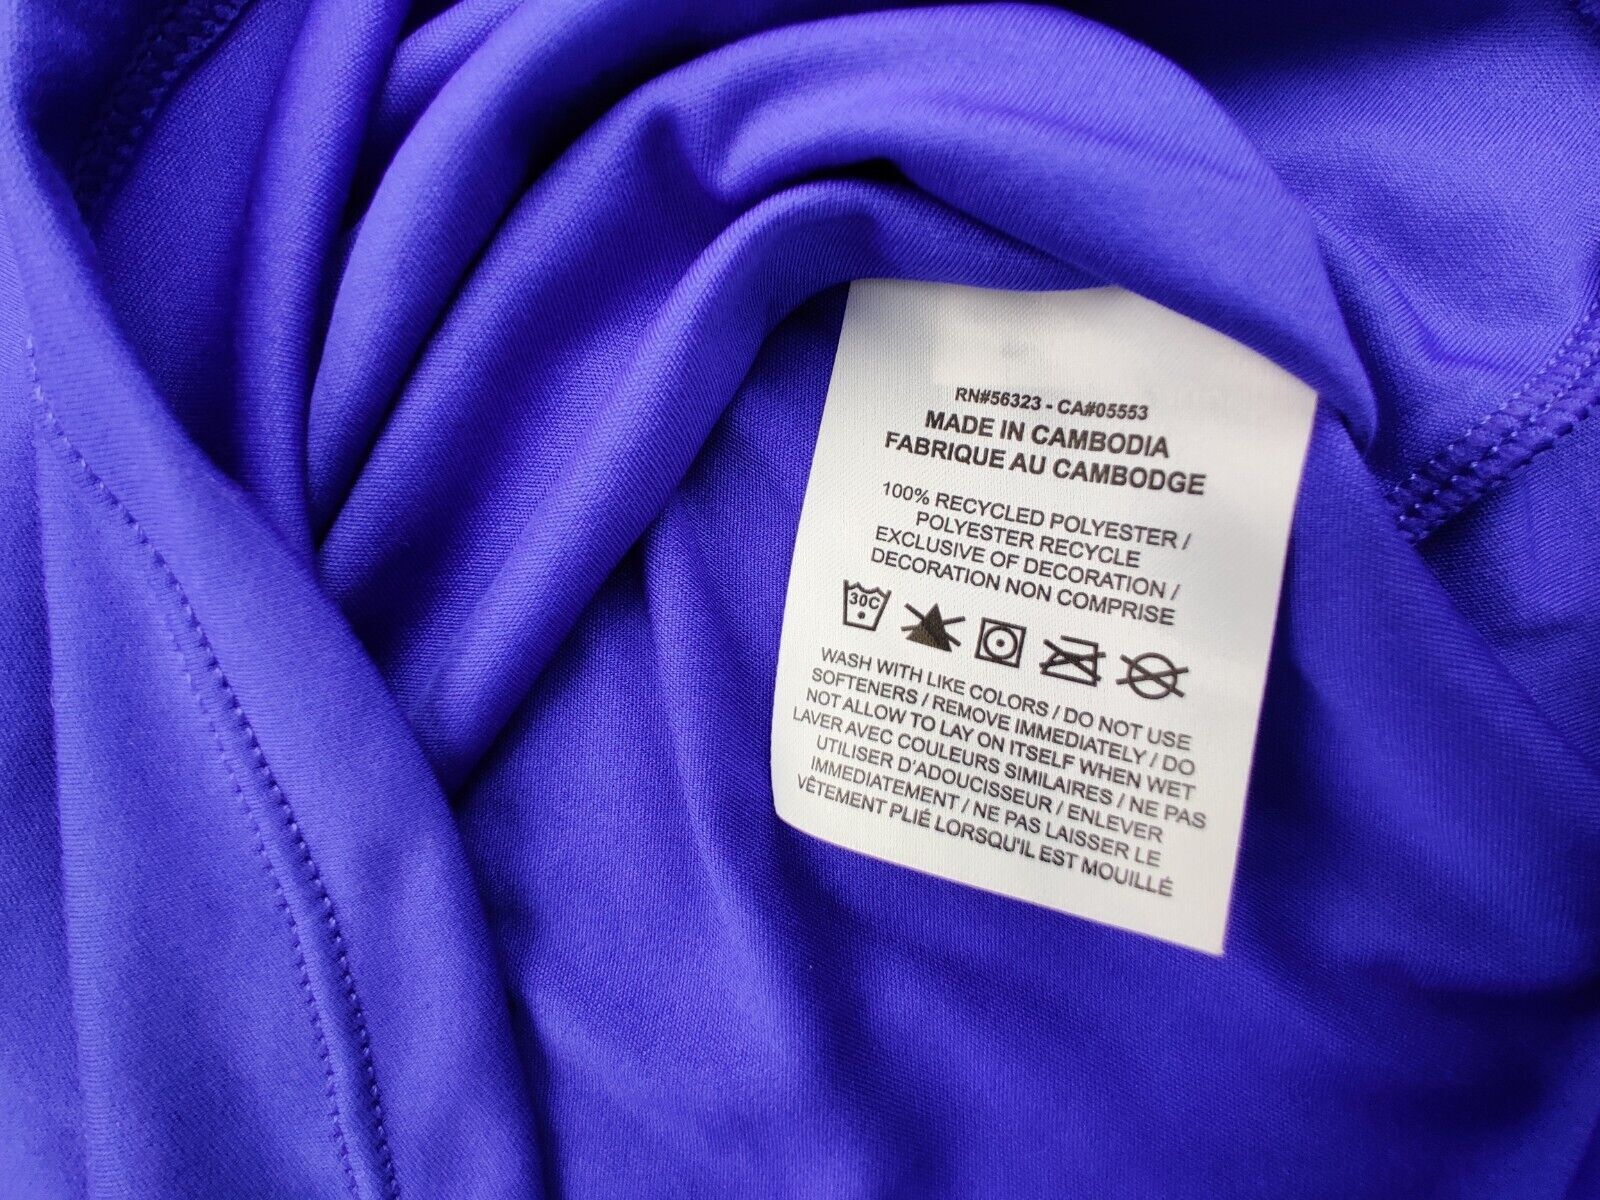 RN#56323 - CA#05553
MADE IN CAMBODIA
FABRIQUE AU CAMBODGE
100% RECYCLED POLYESTER /
POLYESTER RECYCLE
EXCLUSIVE OF DECORATION /
DECORATION NON COMPRISE
30C
WASH WITH LIKE COLORS / DO NOT USE
SOFTENERS / REMOVE IMMEDIATELY / DO
NOT ALLOW TO LAY ON ITSELF WHEN WET
LAVER AVEC COULEURS SIMILAIRES / NE PAS
UTILISER D'ADOUCISSEUR / ENLEVER
IMMEDIATEMENT / NE PAS LAISSER LE
VÊTEMENT PLIÉ LORSQU'IL EST MOUILLÉ